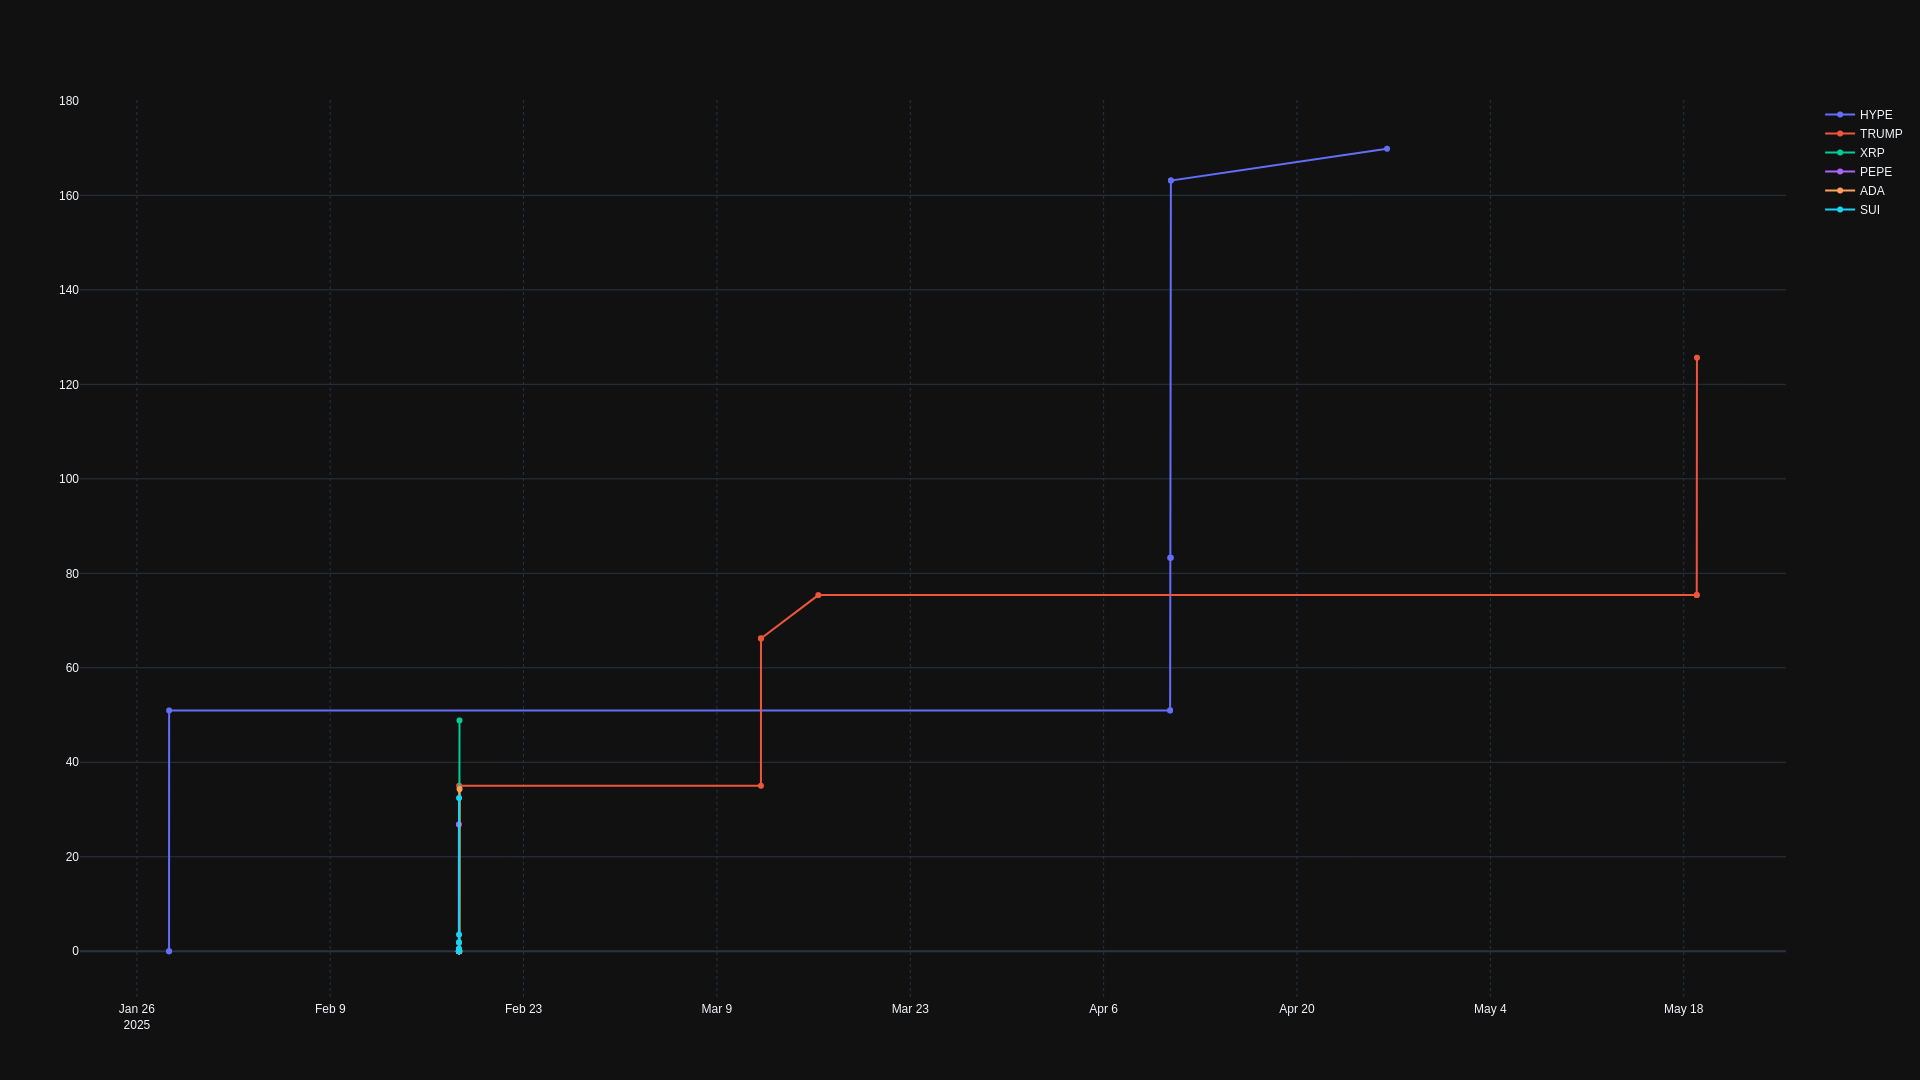 180
160
140
120
100
80
60
40
20
0
Jan 26
2025
Feb 9
Feb 23
Mar 9
Mar 23
Apr 6
Apr 20
May 4
May 18
HYPE
TRUMP
XRP
PEPE
ADA
SUI